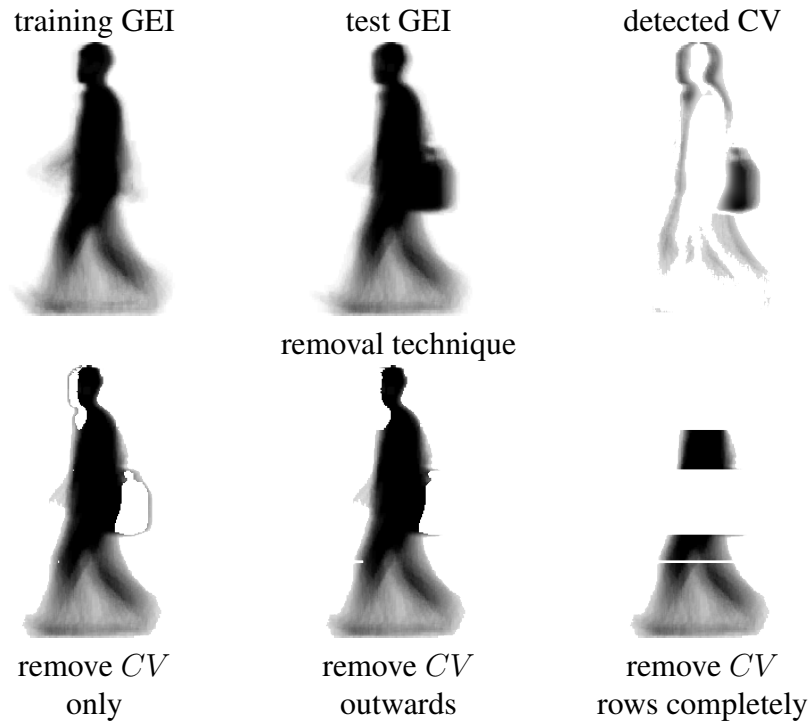 training GEI
test GEI
detected CV
removal technique
remove CV
only
remove CV
outwards
remove CV
rows completely